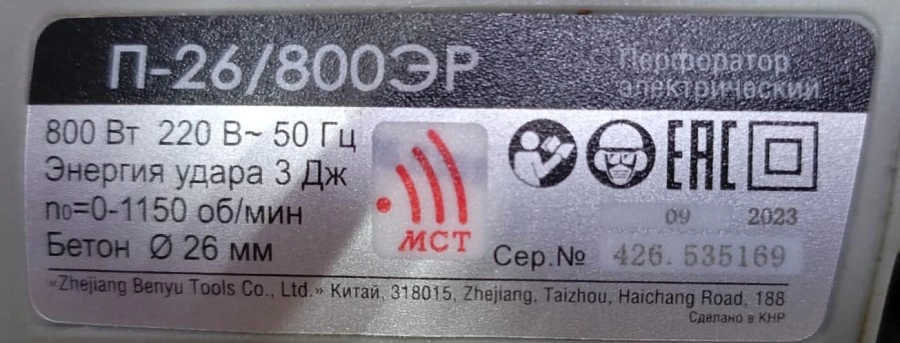 П-26/800ЭР
Перфоратор
электрический
800 Вт 220 В~ 50 Гц
Энергия удара 3 Дж
n₀=0-1150 об/мин
Бетон Ø 26 мм
МСТ
EAC
09 2023
Сер.№ 426. 535169
«Zhejiang Benyu Tools Co., Ltd.» Китай, 318015, Zhejiang, Taizhou, Haichang Road, 188
Сделано в КНР